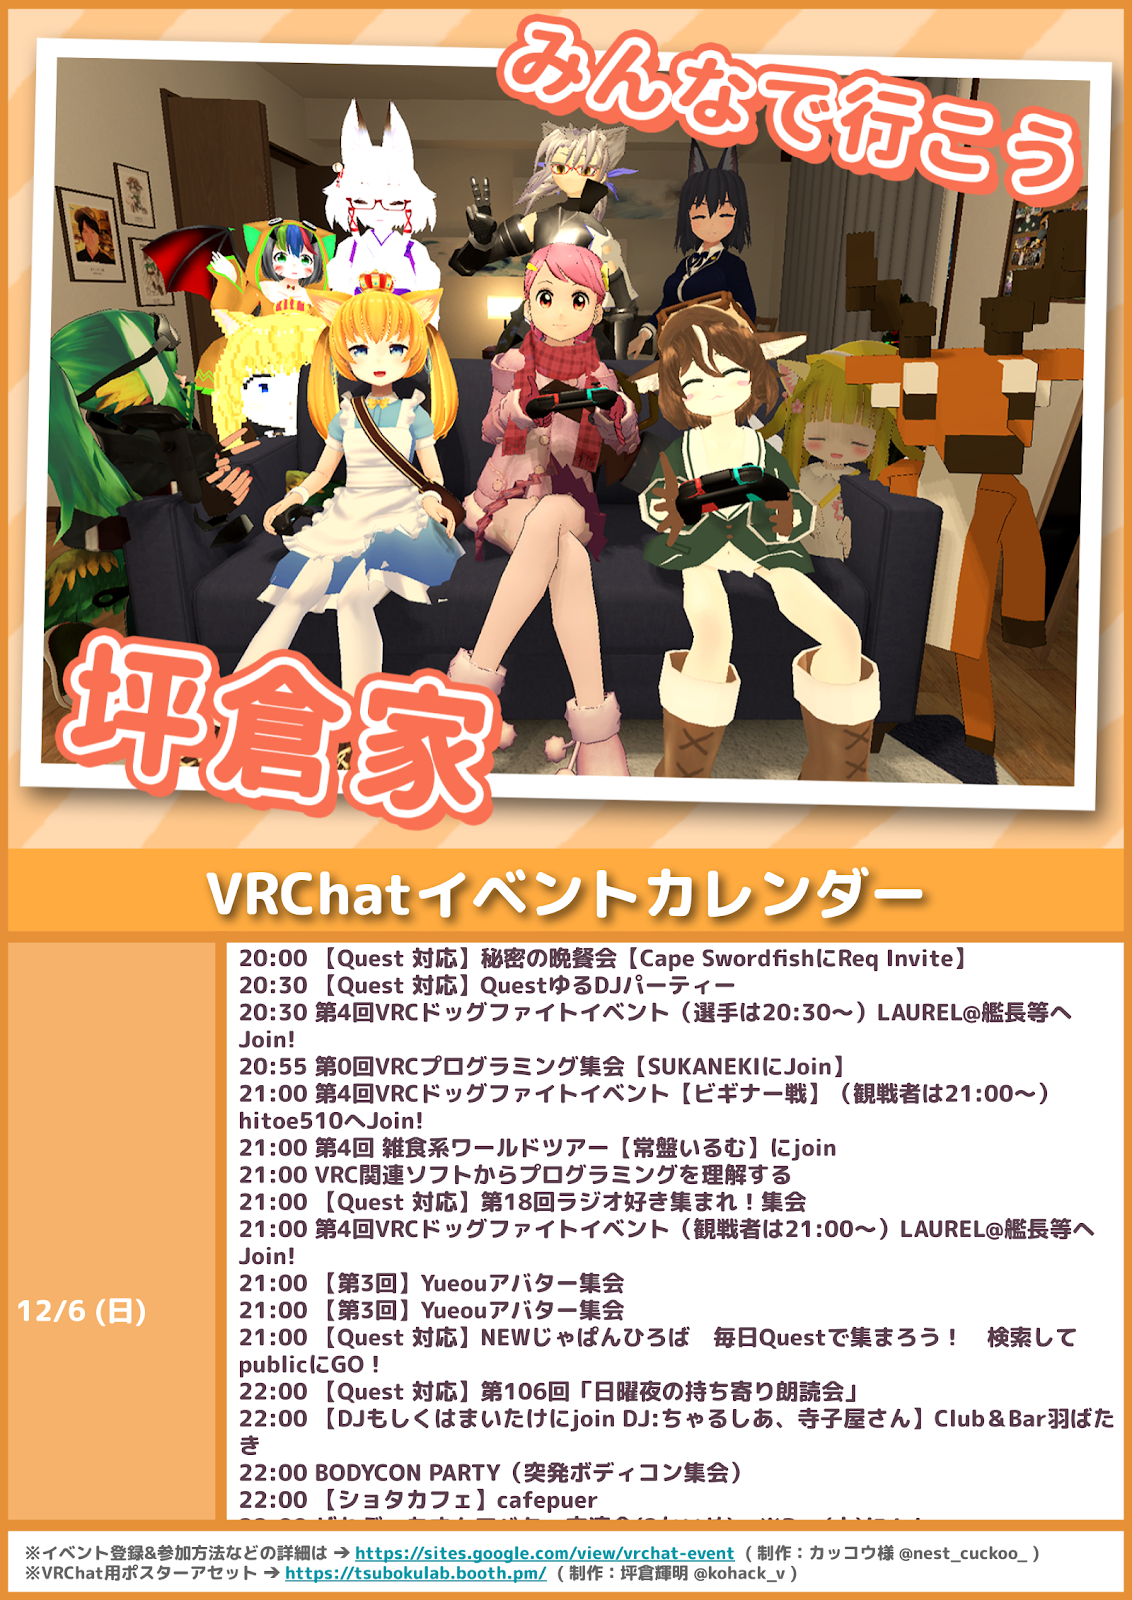 みんなで行こう
坪倉家
VRChatイベントカレンダー
12/6 (日)
20:00 【Quest 対応】秘密の晩餐会【Cape SwordfishにReq Invite】
20:30 【Quest 対応】QuestゆるDJパーティー
20:30 第4回VRCドッグファイトイベント（選手は20:30〜）LAUREL@艦長等へ
Join!
20:55 第0回VRCプログラミング集会【SUKANEKIにJoin】
21:00 第4回VRCドッグファイトイベント【ビギナー戦】（観戦者は21:00〜）
hitoe510へJoin!
21:00 第4回 雑食系ワールドツアー【常盤いるむ】にjoin
21:00 VRC関連ソフトからプログラミングを理解する
21:00 【Quest 対応】第18回ラジオ好き集まれ！集会
21:00 第4回VRCドッグファイトイベント（観戦者は21:00〜）LAUREL@艦長等へ
Join!
21:00 【第3回】Yueouアバター集会
21:00 【第3回】Yueouアバター集会
21:00 【Quest 対応】NEWじゃぱんひろば　毎日Questで集まろう！　検索して
publicにGO！
22:00 【Quest 対応】第106回「日曜夜の持ち寄り朗読会」
22:00 【DJもしくはまいたけにjoin DJ:ちゃるしあ、寺子屋さん】Club＆Bar羽ばた
き
22:00 BODYCON PARTY（突発ボディコン集会）
22:00 【ショタカフェ】cafepuer
※イベント登録&参加方法などの詳細は ➔ https://sites.google.com/view/vrchat-event （ 制作：カッコウ様 @nest_cuckoo_ ）
※VRChat用ポスターアセット ➔ https://tsubokulab.booth.pm/ （ 制作：坪倉輝明 @kohack_v ）